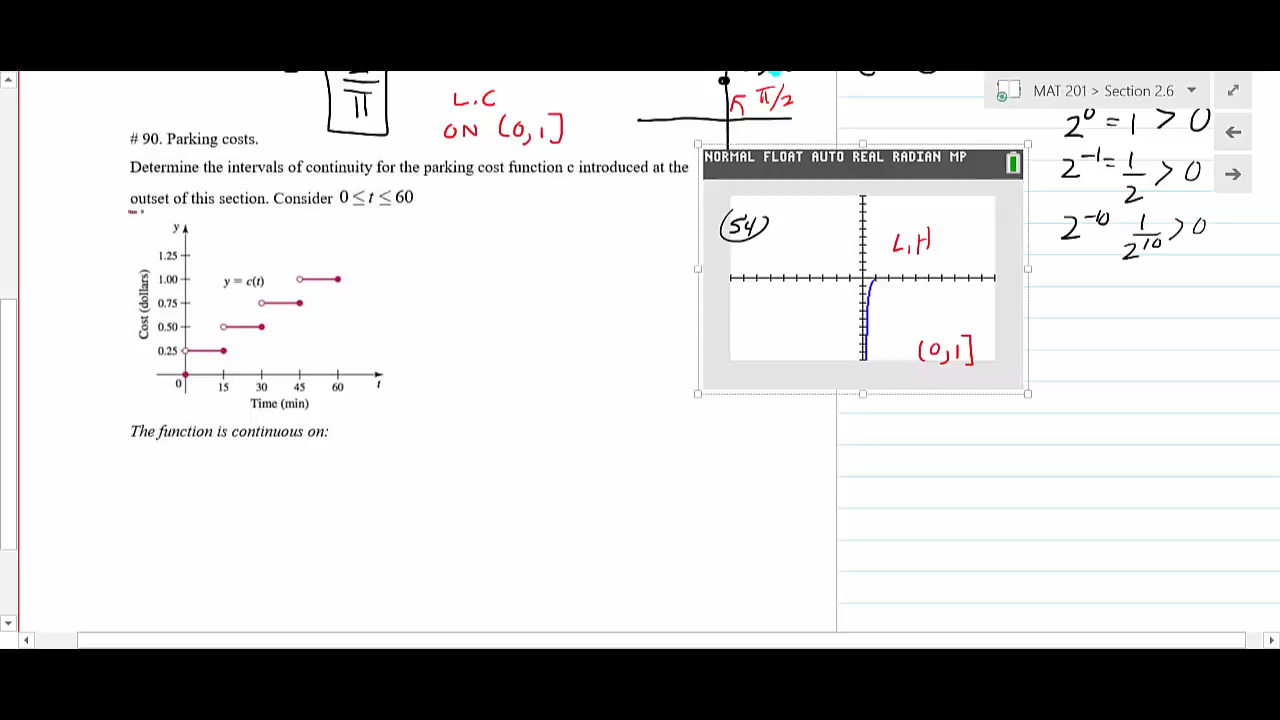 π
L.C
ON (0,1]
π/2
MAT 201 > Section 2.6
# 90. Parking costs.
Determine the intervals of continuity for the parking cost function c introduced at the
outset of this section. Consider 0 ≤ t ≤ 60
y
1.25
1.00
0.75
0.50
0.25
y = c(t)
Cost (dollars)
0 15 30 45 60 t
Time (min)
The function is continuous on:
NORMAL FLOAT AUTO REAL RADIAN MP
(54)
L,H
(0,1]
2^0 = 1 > 0
2^-1 = 1/2 > 0
2^-10 1/2^10 > 0